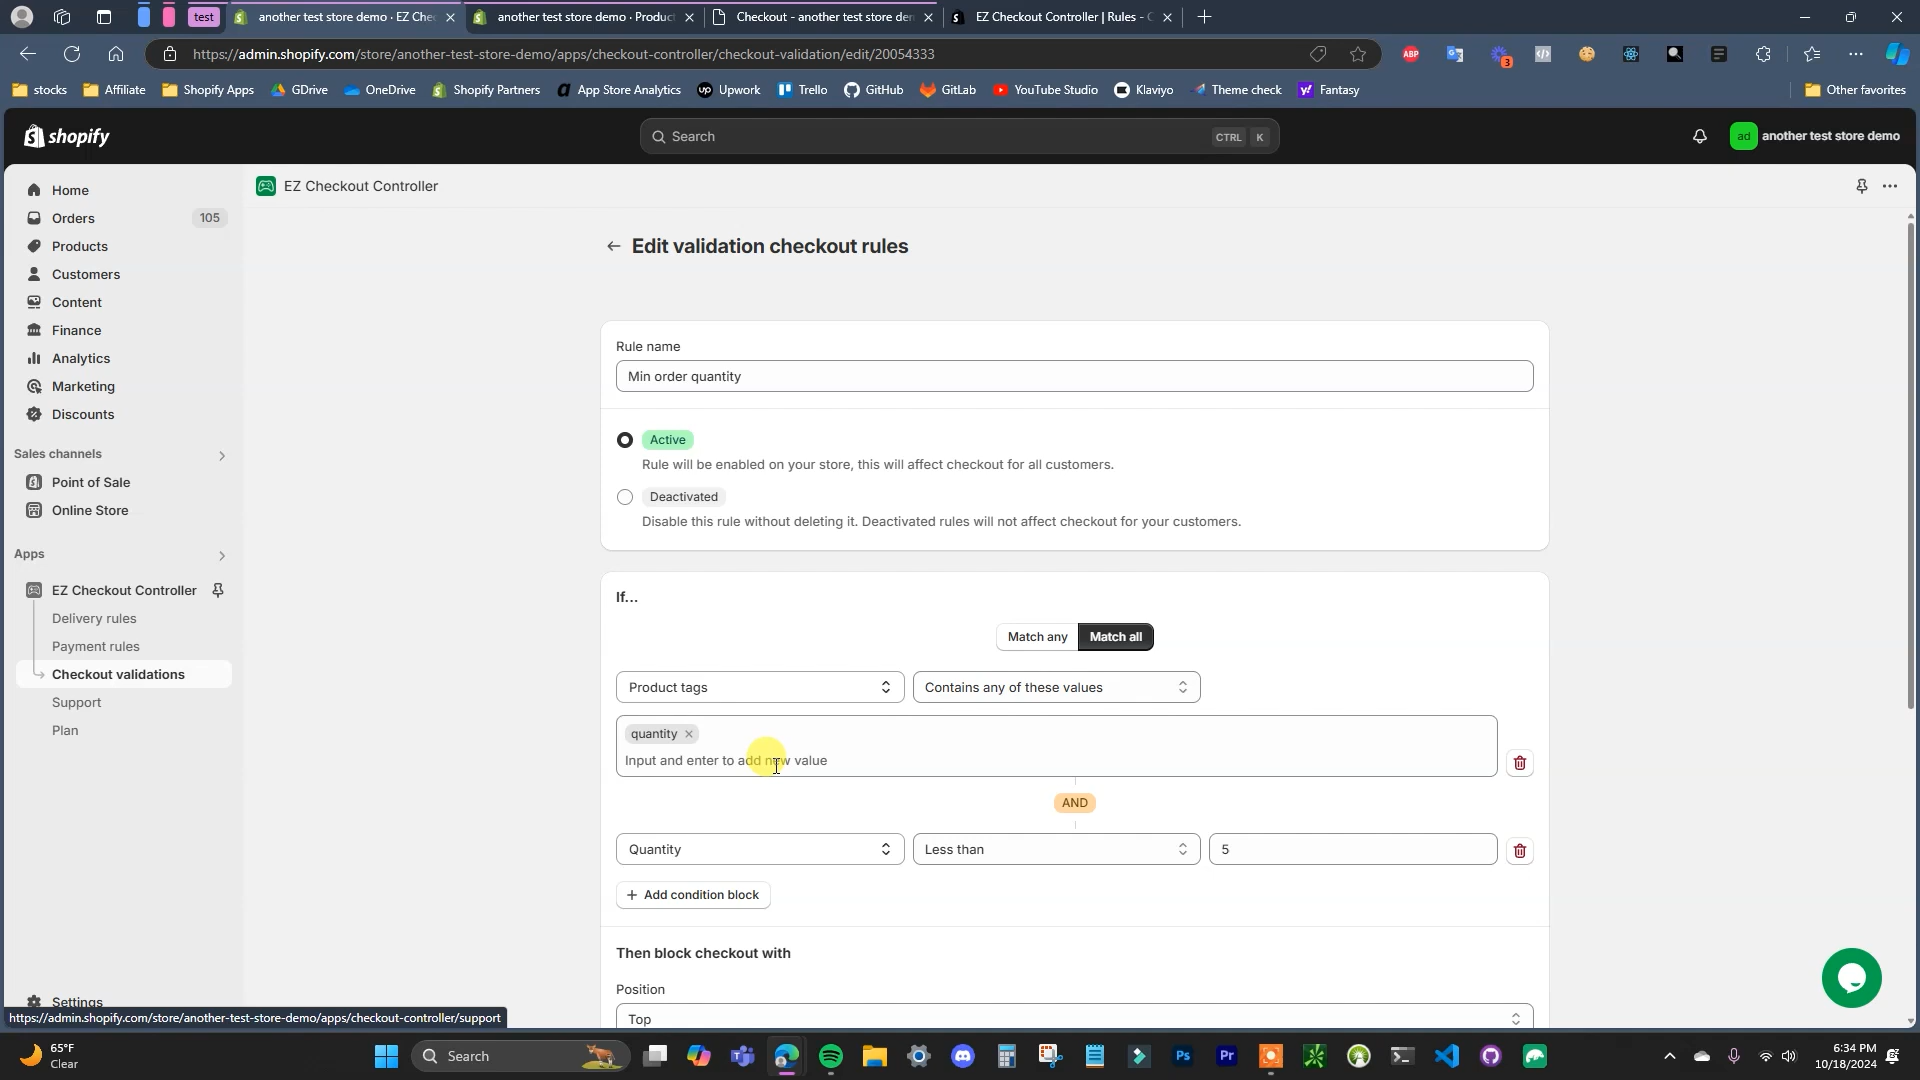 test
another test store demo · EZ Che
another test store demo · Produc
Checkout - another test store de
EZ Checkout Controller | Rules - C
https://admin.shopify.com/store/another-test-store-demo/apps/checkout-controller/checkout-validation/edit/20054333
ABP
3
stocks
Affiliate
Shopify Apps
GDrive
OneDrive
Shopify Partners
App Store Analytics
Upwork
Trello
GitHub
GitLab
YouTube Studio
Klaviyo
Theme check
Fantasy
Other favorites
shopify
Search
CTRL K
ad
another test store demo
Home
Orders 105
Products
Customers
Content
Finance
Analytics
Marketing
Discounts
Sales channels
Point of Sale
Online Store
Apps
EZ Checkout Controller
Delivery rules
Payment rules
Checkout validations
Support
Plan
Settings
https://admin.shopify.com/store/another-test-store-demo/apps/checkout-controller/support
EZ Checkout Controller
Edit validation checkout rules
Rule name
Min order quantity
Active
Rule will be enabled on your store, this will affect checkout for all customers.
Deactivated
Disable this rule without deleting it. Deactivated rules will not affect checkout for your customers.
If...
Match any Match all
Product tags Contains any of these values
quantity
Input and enter to add new value
AND
Quantity Less than 5
+ Add condition block
Then block checkout with
Position
Top
65°F
Clear
Search
Ps
Pr
6:34 PM
10/18/2024